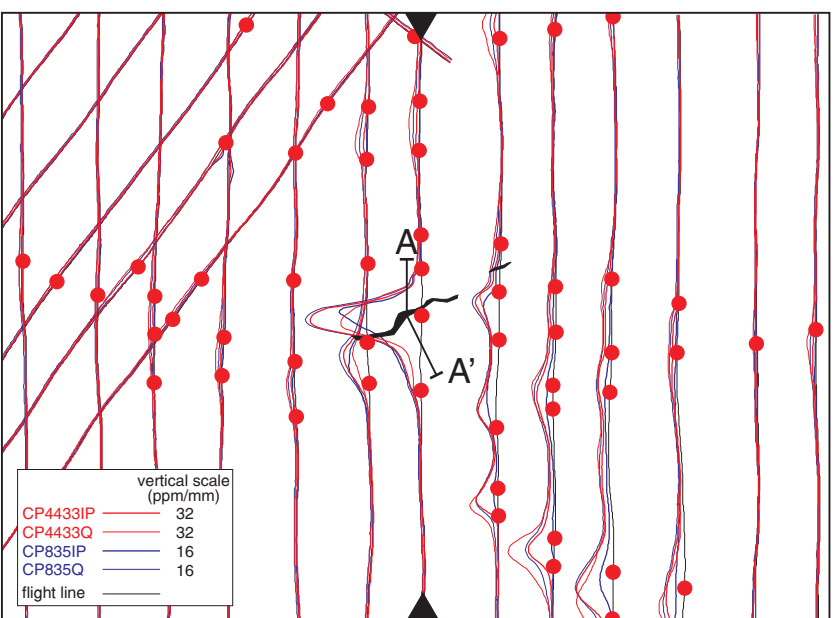 A
A'
vertical scale
(ppm/mm)
CP4433IP 32
CP4433Q 32
CP835IP 16
CP835Q 16
flight line